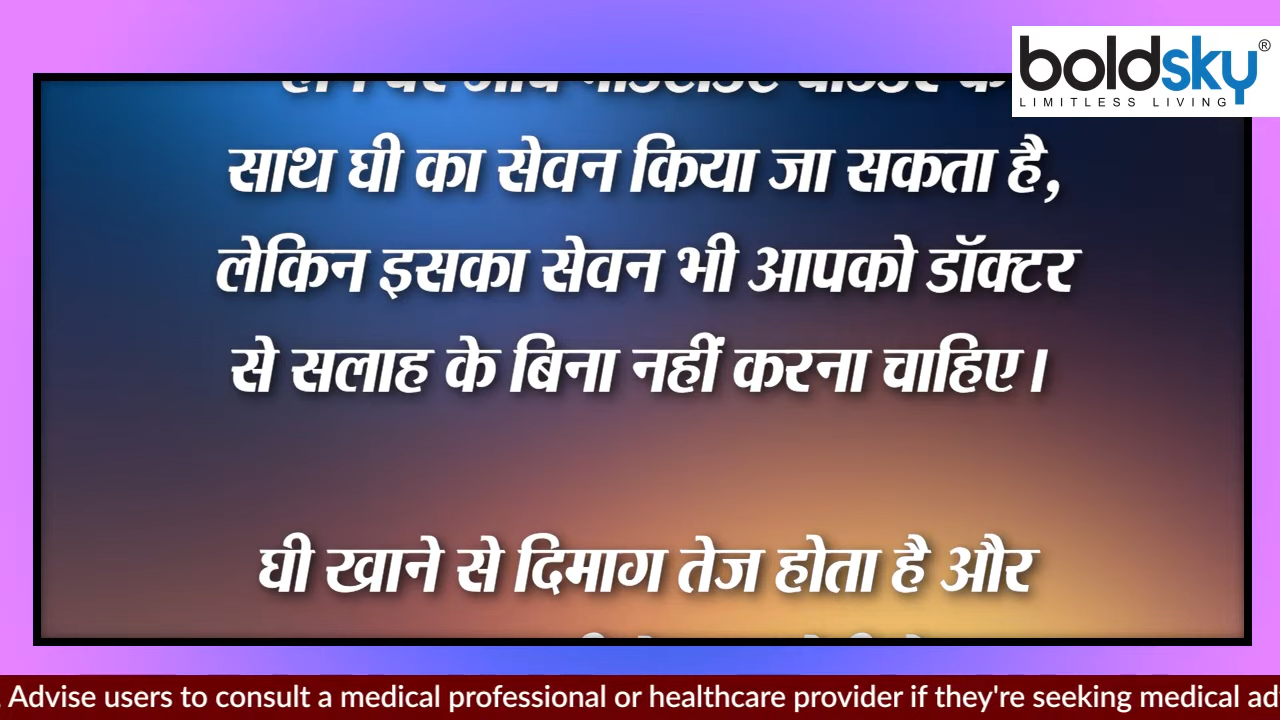 boldsky®
LIMITLESS LIVING
साथ घी का सेवन किया जा सकता है,
लेकिन इसका सेवन भी आपको डॉक्टर
से सलाह के बिना नहीं करना चाहिए।
घी खाने से दिमाग तेज होता है और
Advise users to consult a medical professional or healthcare provider if they're seeking medical